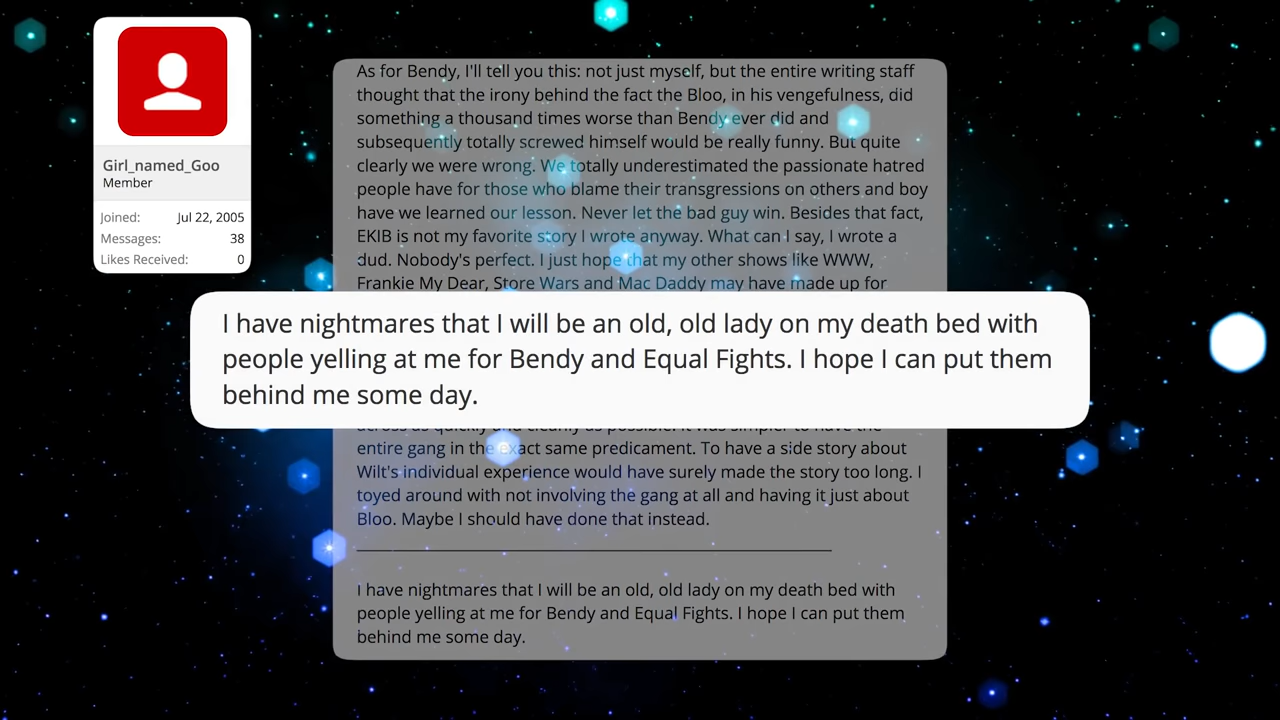 Girl_named_Goo
Member
Joined: Jul 22, 2005
Messages: 38
Likes Received: 0
As for Bendy, I'll tell you this: not just myself, but the entire writing staff
thought that the irony behind the fact the Bloo, in his vengefulness, did
something a thousand times worse than Bendy ever did and
subsequently totally screwed himself would be really funny. But quite
clearly we were wrong. We totally underestimated the passionate hatred
people have for those who blame their transgressions on others and boy
have we learned our lesson. Never let the bad guy win. Besides that fact,
EKIB is not my favorite story I wrote anyway. What can I say, I wrote a
dud. Nobody's perfect. I just hope that my other shows like WWW,
Frankie My Dear, Store Wars and Mac Daddy may have made up for
I have nightmares that I will be an old, old lady on my death bed with
people yelling at me for Bendy and Equal Fights. I hope I can put them
behind me some day.
across as quickly and clearly as possible. It was simpler to have the
entire gang in the exact same predicament. To have a side story about
Wilt's individual experience would have surely made the story too long. I
toyed around with not involving the gang at all and having it just about
Bloo. Maybe I should have done that instead.
I have nightmares that I will be an old, old lady on my death bed with
people yelling at me for Bendy and Equal Fights. I hope I can put them
behind me some day.